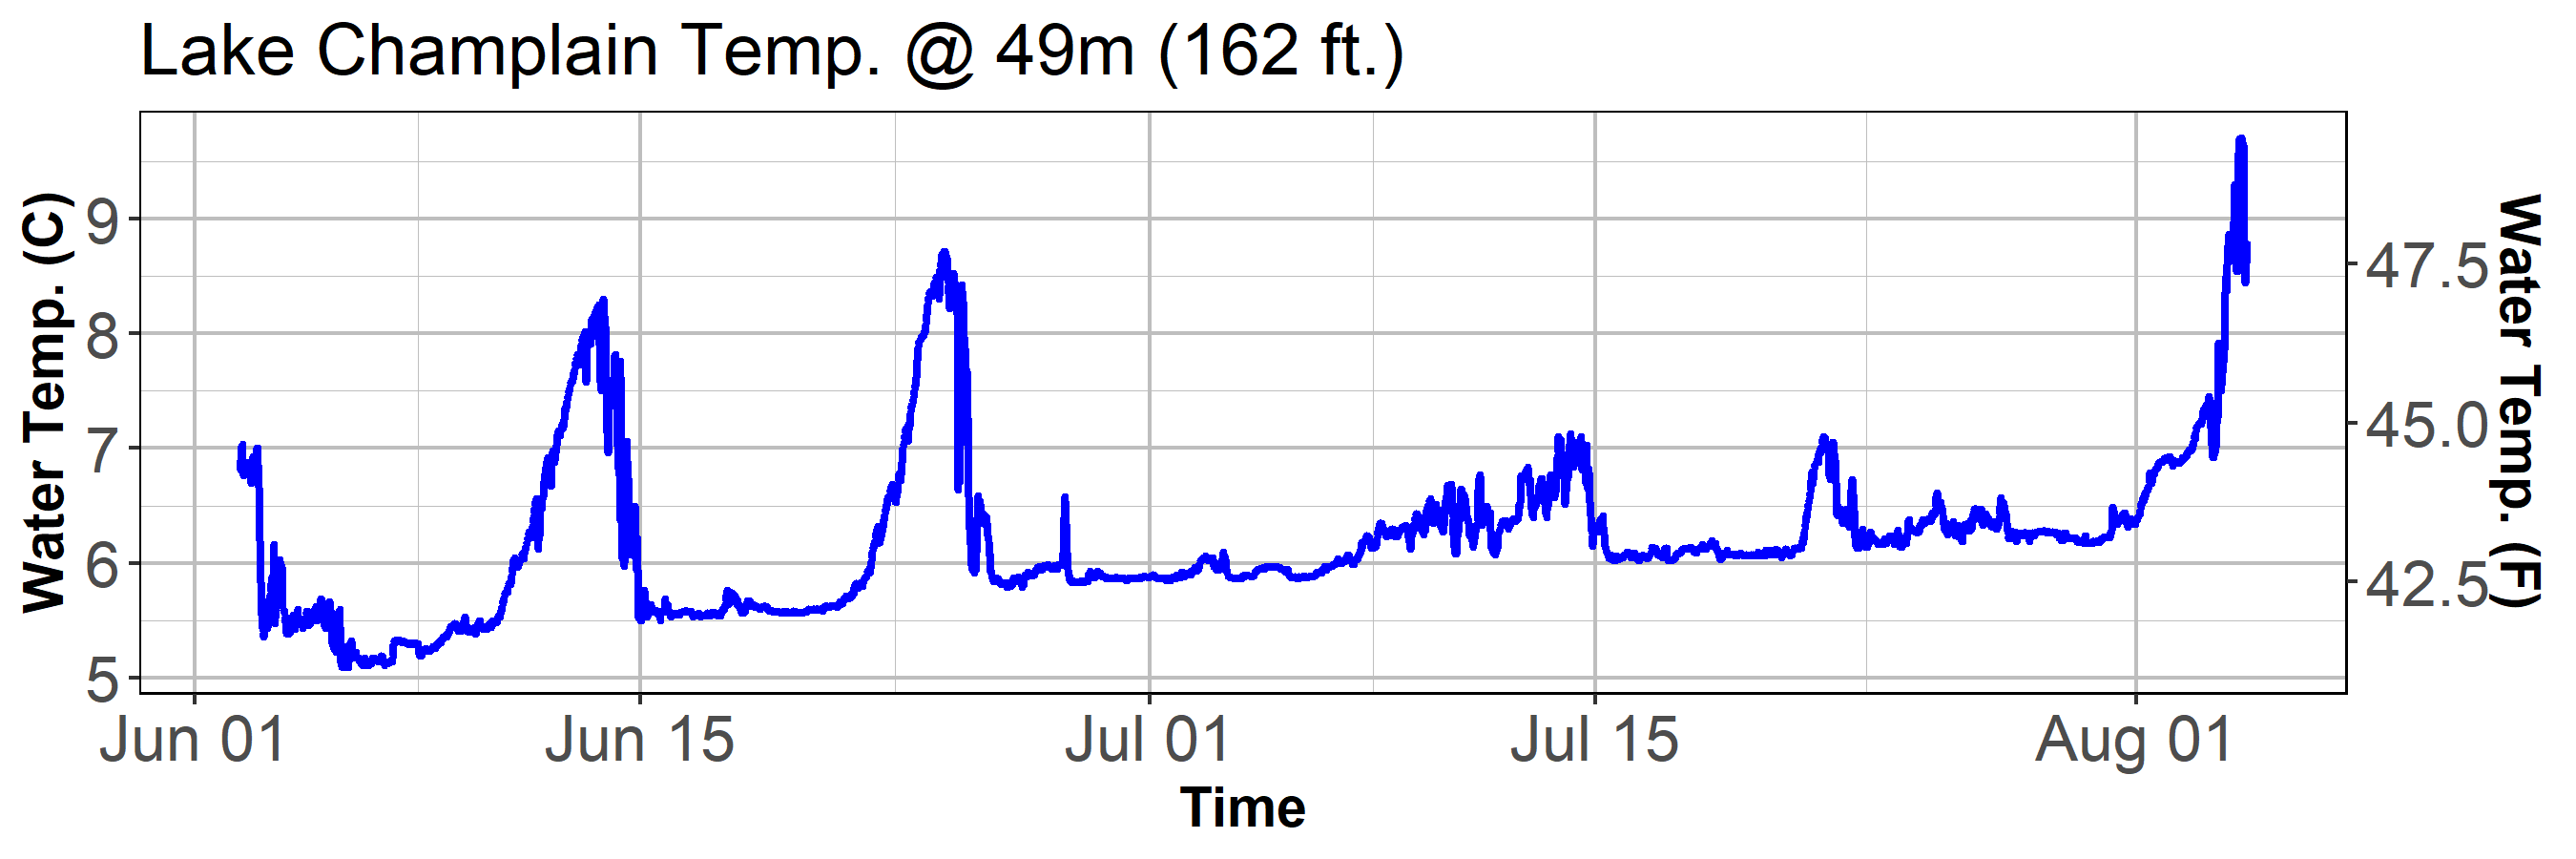 Lake Champlain Temp. @ 49m (162 ft.)
Water Temp. (C)
9
8
7
6
5
47.5
45.0
42.5
Water Temp. (F)
Jun 01 Jun 15 Jul 01 Jul 15 Aug 01
Time